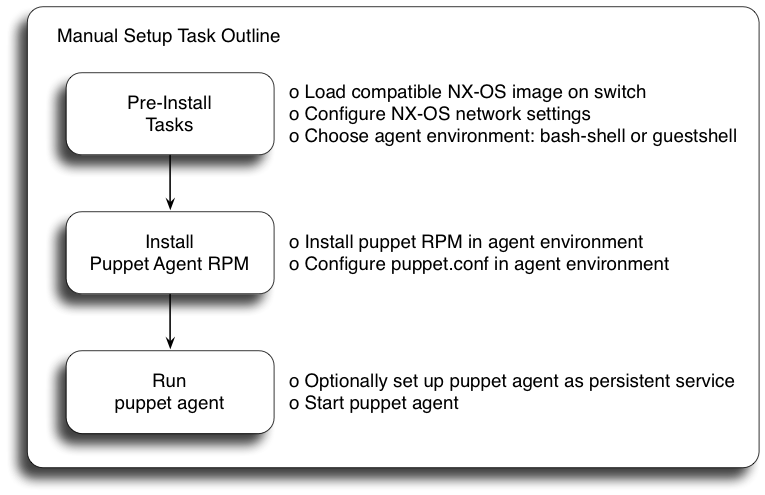 Manual Setup Task Outline
Pre-Install
Tasks
o Load compatible NX-OS image on switch
o Configure NX-OS network settings
o Choose agent environment: bash-shell or guestshell
Install
Puppet Agent RPM
o Install puppet RPM in agent environment
o Configure puppet.conf in agent environment
Run
puppet agent
o Optionally set up puppet agent as persistent service
o Start puppet agent